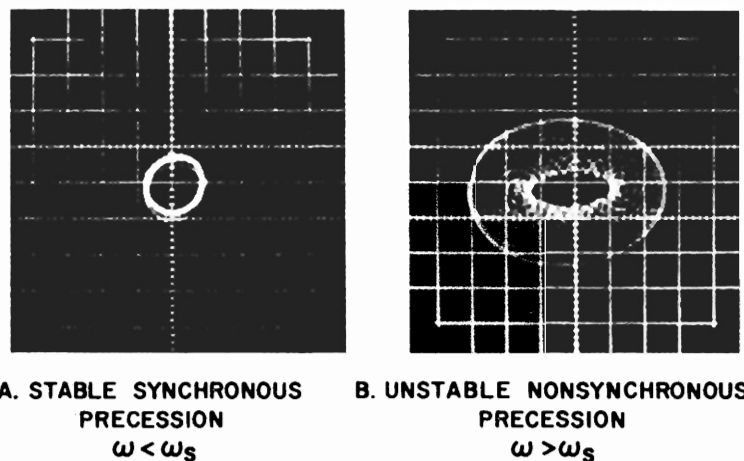 A. STABLE SYNCHRONOUS
PRECESSION
ω < ωs
B. UNSTABLE NONSYNCHRONOUS
PRECESSION
ω > ωs